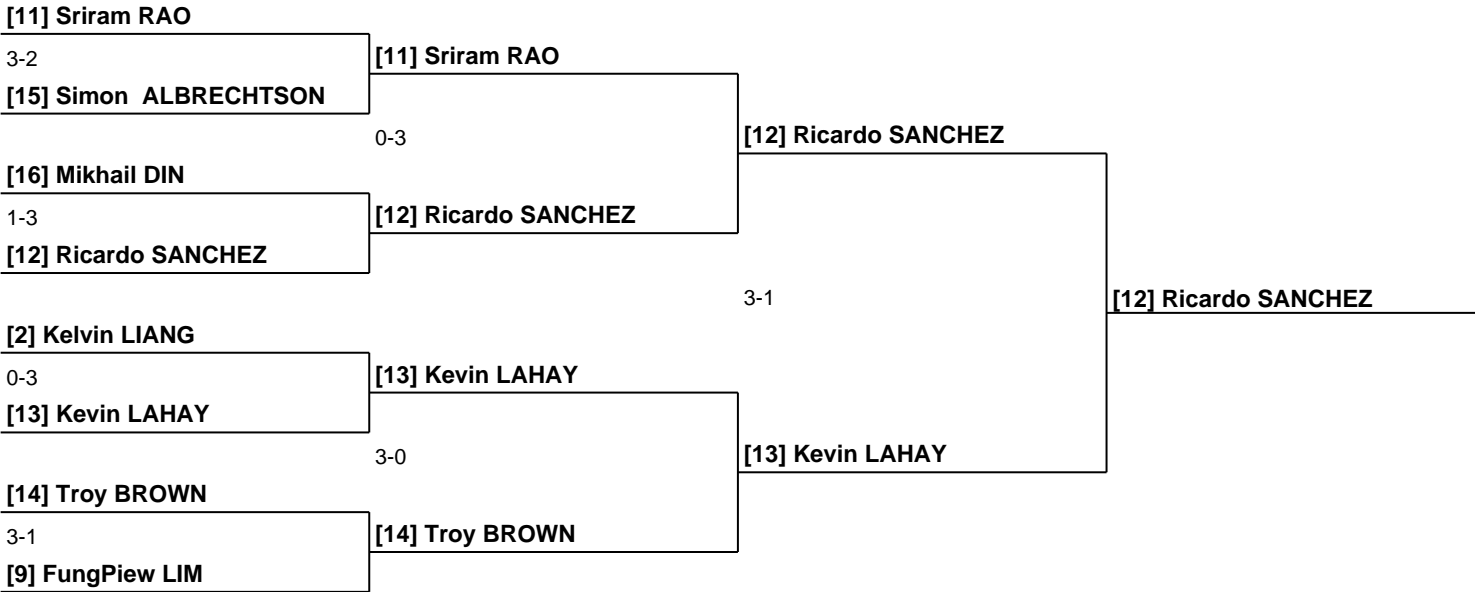 [11] Sriram RAO
3-2
[11] Sriram RAO
[15] Simon  ALBRECHTSON
0-3
[12] Ricardo SANCHEZ
[16] Mikhail DIN
1-3
[12] Ricardo SANCHEZ
[12] Ricardo SANCHEZ
3-1
[12] Ricardo SANCHEZ
[2] Kelvin LIANG
0-3
[13] Kevin LAHAY
[13] Kevin LAHAY
3-0
[13] Kevin LAHAY
[14] Troy BROWN
3-1
[14] Troy BROWN
[9] FungPiew LIM